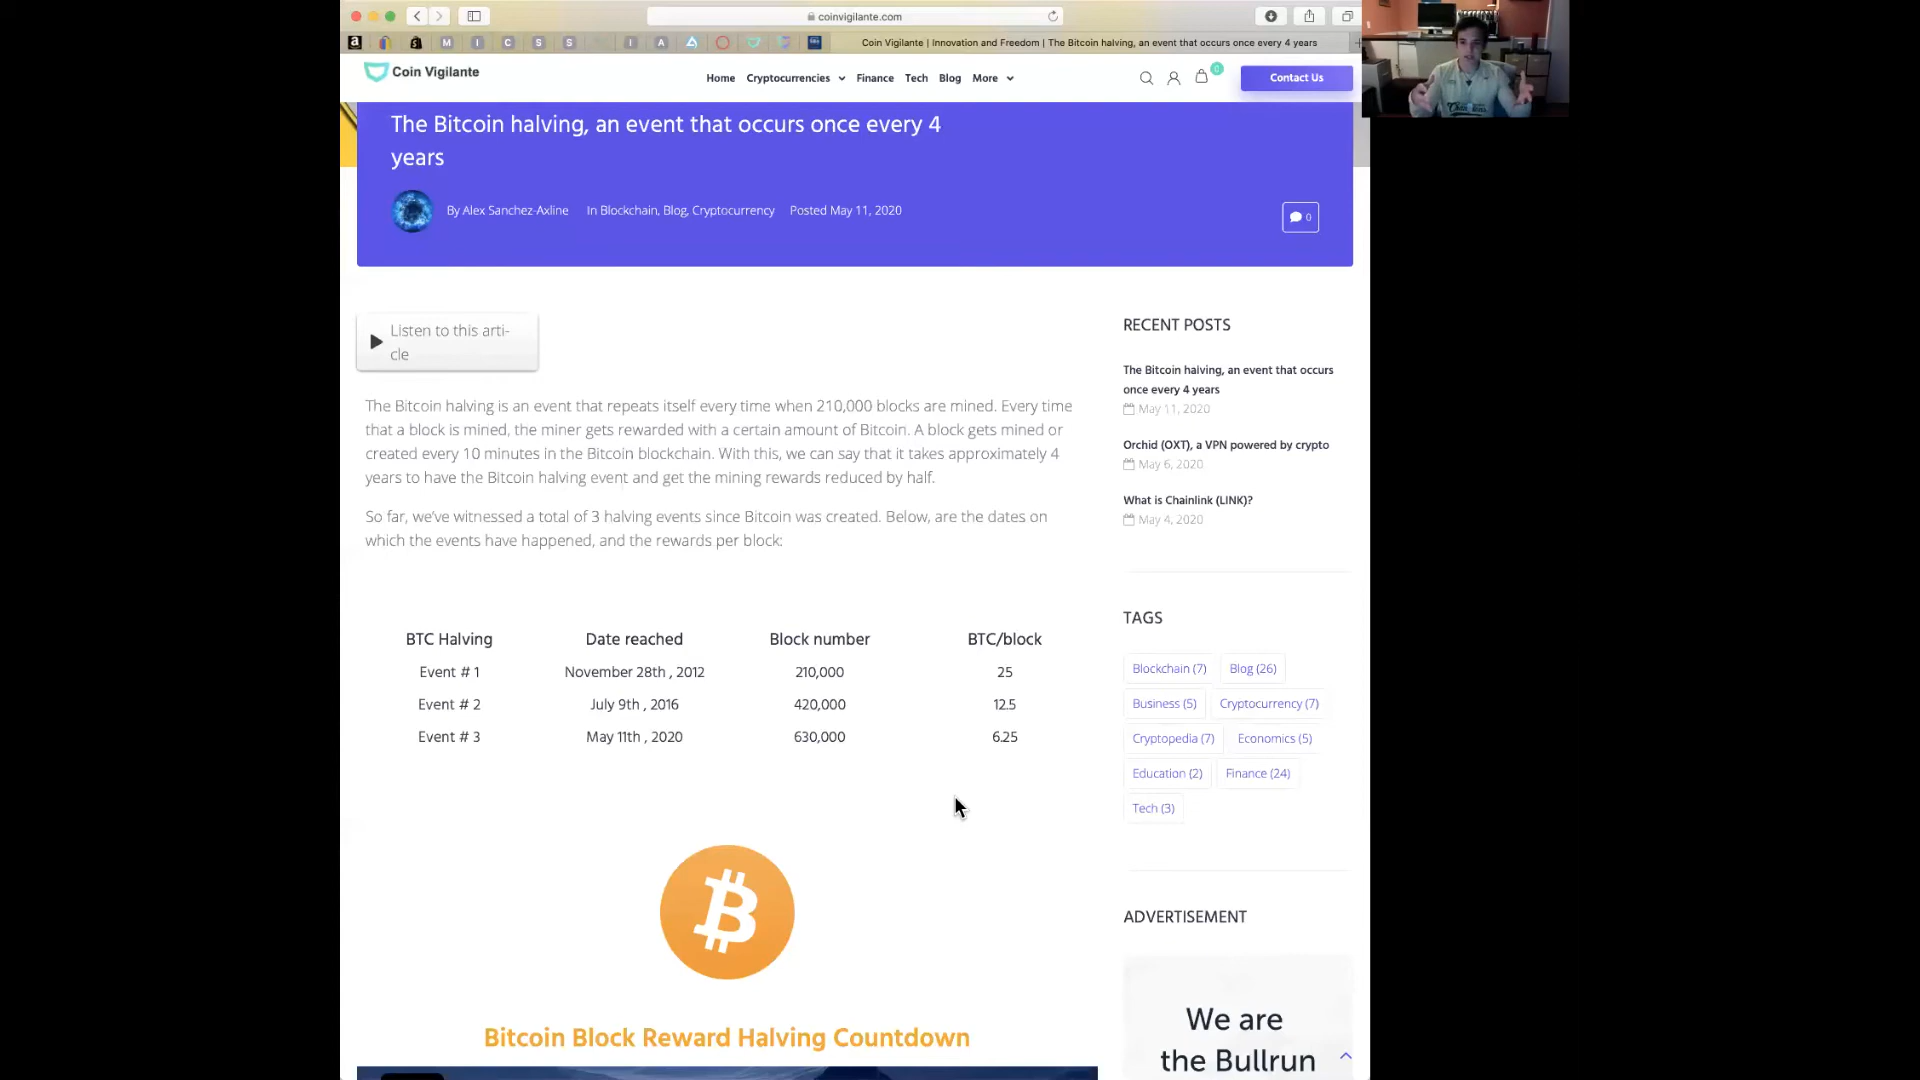 coinvigilante.com
Coin Vigilante | Innovation and Freedom | The Bitcoin halving, an event that occurs once every 4 years
Coin Vigilante
Home Cryptocurrencies Finance Tech Blog More
0
Contact Us
The Bitcoin halving, an event that occurs once every 4
years
By Alex Sanchez-Axline In Blockchain, Blog, Cryptocurrency Posted May 11, 2020
0
Listen to this arti-
cle
The Bitcoin halving is an event that repeats itself every time when 210,000 blocks are mined. Every time
that a block is mined, the miner gets rewarded with a certain amount of Bitcoin. A block gets mined or
created every 10 minutes in the Bitcoin blockchain. With this, we can say that it takes approximately 4
years to have the Bitcoin halving event and get the mining rewards reduced by half.
So far, we've witnessed a total of 3 halving events since Bitcoin was created. Below, are the dates on
which the events have happened, and the rewards per block:
BTC Halving Date reached Block number BTC/block
Event # 1 November 28th , 2012 210,000 25
Event # 2 July 9th , 2016 420,000 12.5
Event # 3 May 11th , 2020 630,000 6.25
Bitcoin Block Reward Halving Countdown
RECENT POSTS
The Bitcoin halving, an event that occurs
once every 4 years
May 11, 2020
Orchid (OXT), a VPN powered by crypto
May 6, 2020
What is Chainlink (LINK)?
May 4, 2020
TAGS
Blockchain (7) Blog (26)
Business (5) Cryptocurrency (7)
Cryptopedia (7) Economics (5)
Education (2) Finance (24)
Tech (3)
ADVERTISEMENT
We are
the Bullrun